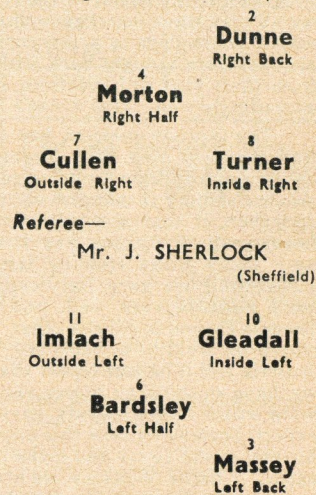 2
Dunne
Right Back
4
Morton
Right Half
7 8
Cullen Turner
Outside Right Inside Right
Referee—
Mr. J. SHERLOCK
(Sheffield)
11 10
Imlach Gleadall
Outside Left Inside Left
6
Bardsley
Left Half
3
Massey
Left Back